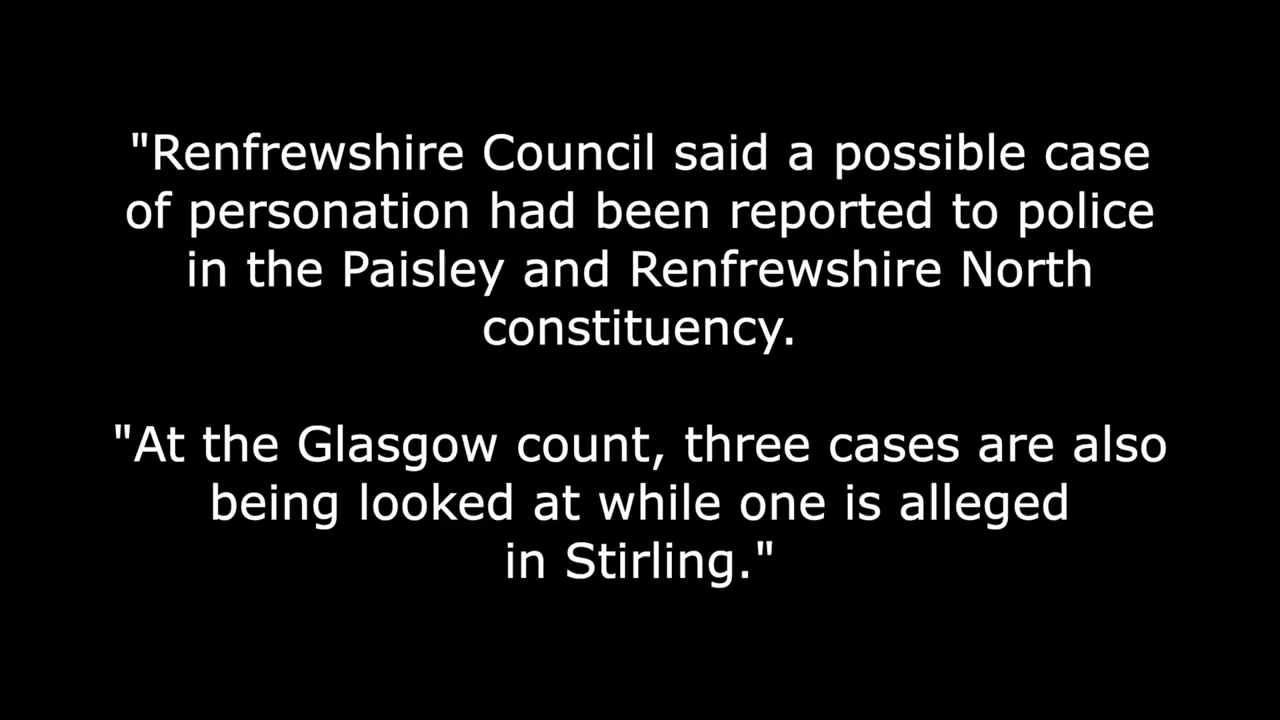 "Renfrewshire Council said a possible case
of personation had been reported to police
in the Paisley and Renfrewshire North
constituency.
"At the Glasgow count, three cases are also
being looked at while one is alleged
in Stirling."